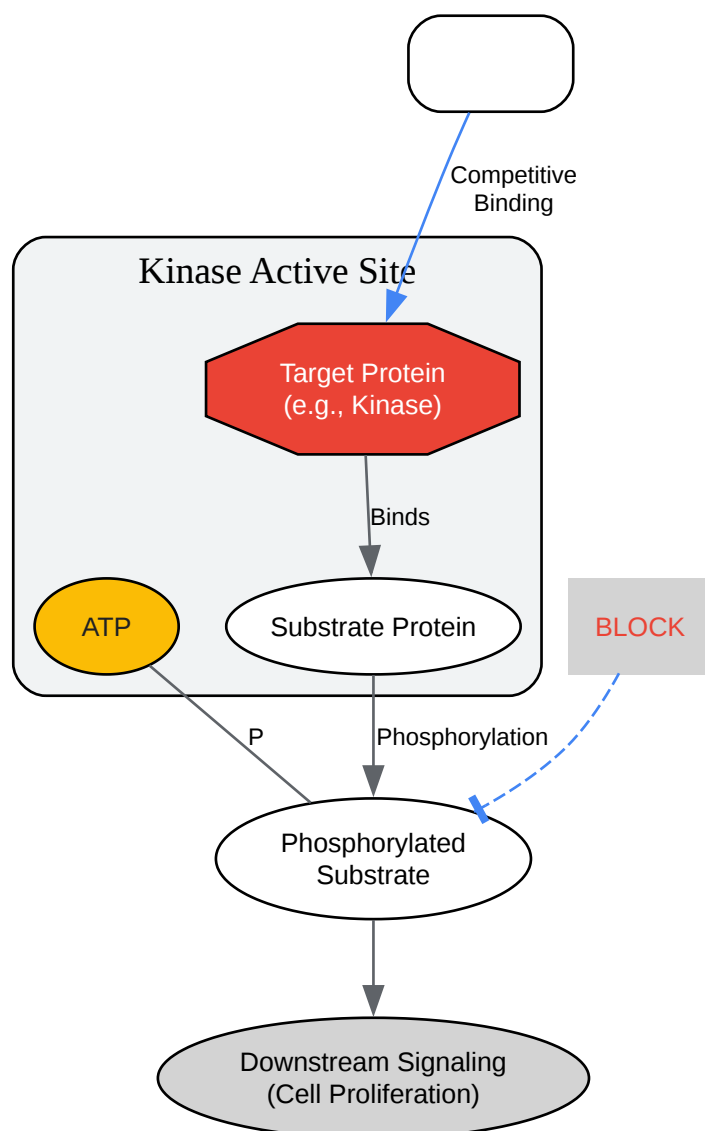 Competitive
Binding
Kinase Active Site
Target Protein
(e.g., Kinase)
Binds
ATP
Substrate Protein
BLOCK
P
Phosphorylation
Phosphorylated
Substrate
Downstream Signaling
(Cell Proliferation)